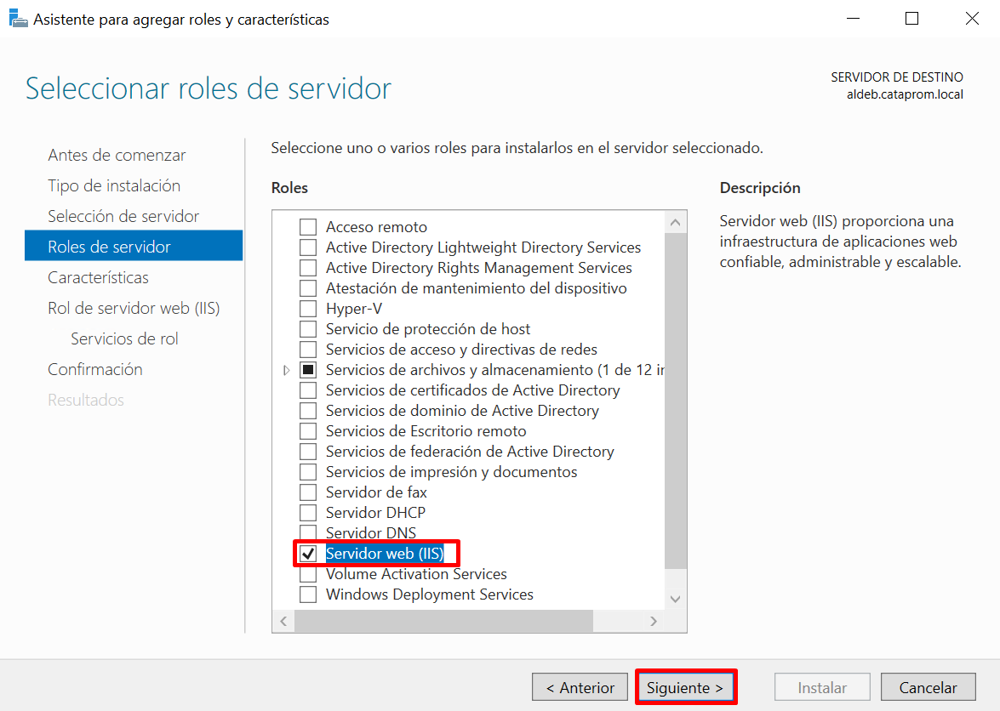 Asistente para agregar roles y características
Seleccionar roles de servidor
SERVIDOR DE DESTINO
aldeb.cataprom.local
Antes de comenzar
Tipo de instalación
Selección de servidor
Roles de servidor
Características
Rol de servidor web (IIS)
Servicios de rol
Confirmación
Resultados
Seleccione uno o varios roles para instalarlos en el servidor seleccionado.
Roles
Acceso remoto
Active Directory Lightweight Directory Services
Active Directory Rights Management Services
Atestación de mantenimiento del dispositivo
Hyper-V
Servicio de protección de host
Servicios de acceso y directivas de redes
Servicios de archivos y almacenamiento (1 de 12 in
Servicios de certificados de Active Directory
Servicios de dominio de Active Directory
Servicios de Escritorio remoto
Servicios de federación de Active Directory
Servicios de impresión y documentos
Servidor de fax
Servidor DHCP
Servidor DNS
Servidor web (IIS)
Volume Activation Services
Windows Deployment Services
Descripción
Servidor web (IIS) proporciona una
infraestructura de aplicaciones web
confiable, administrable y escalable.
< Anterior
Siguiente >
Instalar
Cancelar